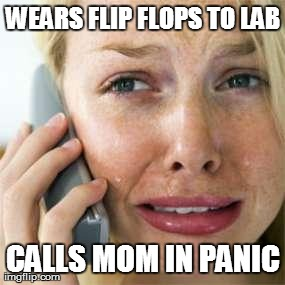 WEARS FLIP FLOPS TO LAB
CALLS MOM IN PANIC
imgflip.com